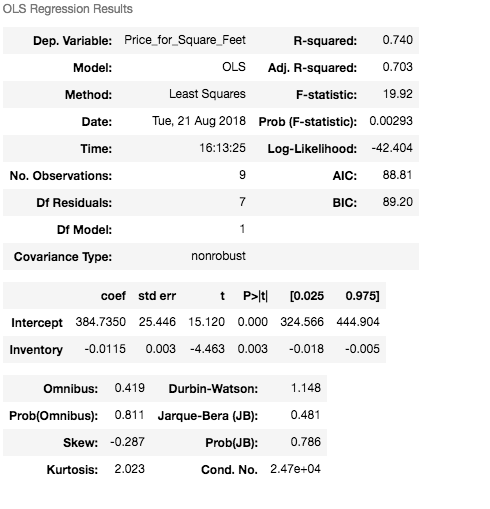 OLS Regression Results
Dep. Variable: Price_for_Square_Feet R-squared: 0.740
Model: OLS Adj. R-squared: 0.703
Method: Least Squares F-statistic: 19.92
Date: Tue, 21 Aug 2018 Prob (F-statistic): 0.00293
Time: 16:13:25 Log-Likelihood: -42.404
No. Observations: 9 AIC: 88.81
Df Residuals: 7 BIC: 89.20
Df Model: 1
Covariance Type: nonrobust
coef std err t P>|t| [0.025 0.975]
Intercept 384.7350 25.446 15.120 0.000 324.566 444.904
Inventory -0.0115 0.003 -4.463 0.003 -0.018 -0.005
Omnibus: 0.419 Durbin-Watson: 1.148
Prob(Omnibus): 0.811 Jarque-Bera (JB): 0.481
Skew: -0.287 Prob(JB): 0.786
Kurtosis: 2.023 Cond. No. 2.47e+04